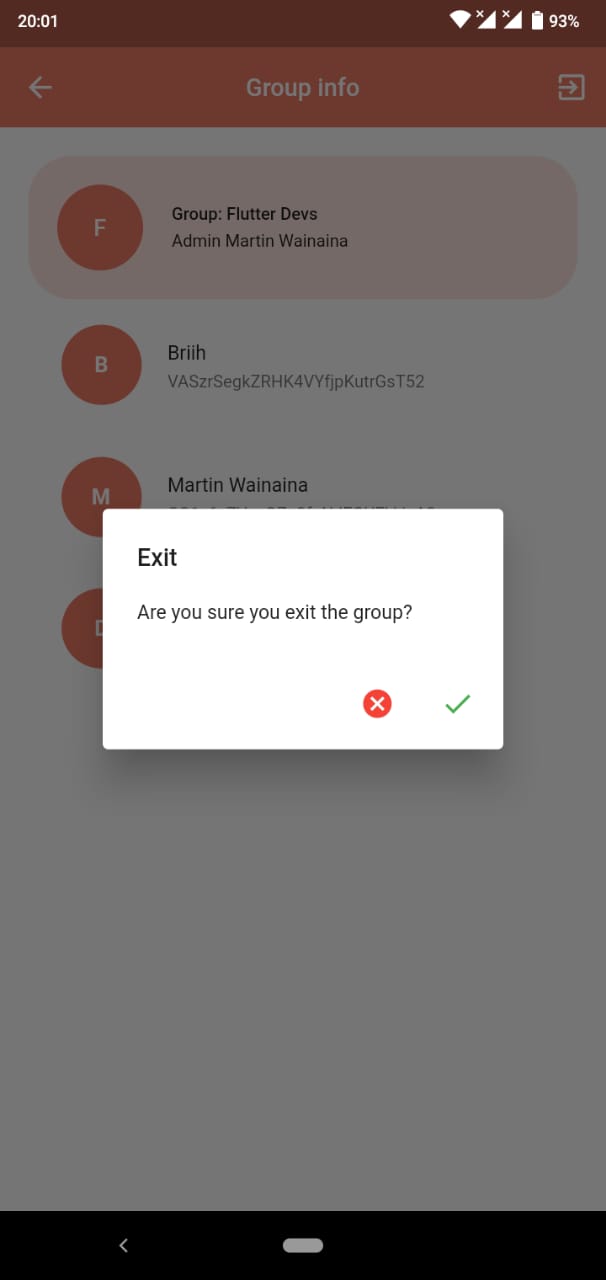 20:01
93%
Group info
F
Group: Flutter Devs
Admin Martin Wainaina
B
Briih
VASzrSegkZRHK4VYfjpKutrGsT52
M
Martin Wainaina
Exit
Are you sure you exit the group?